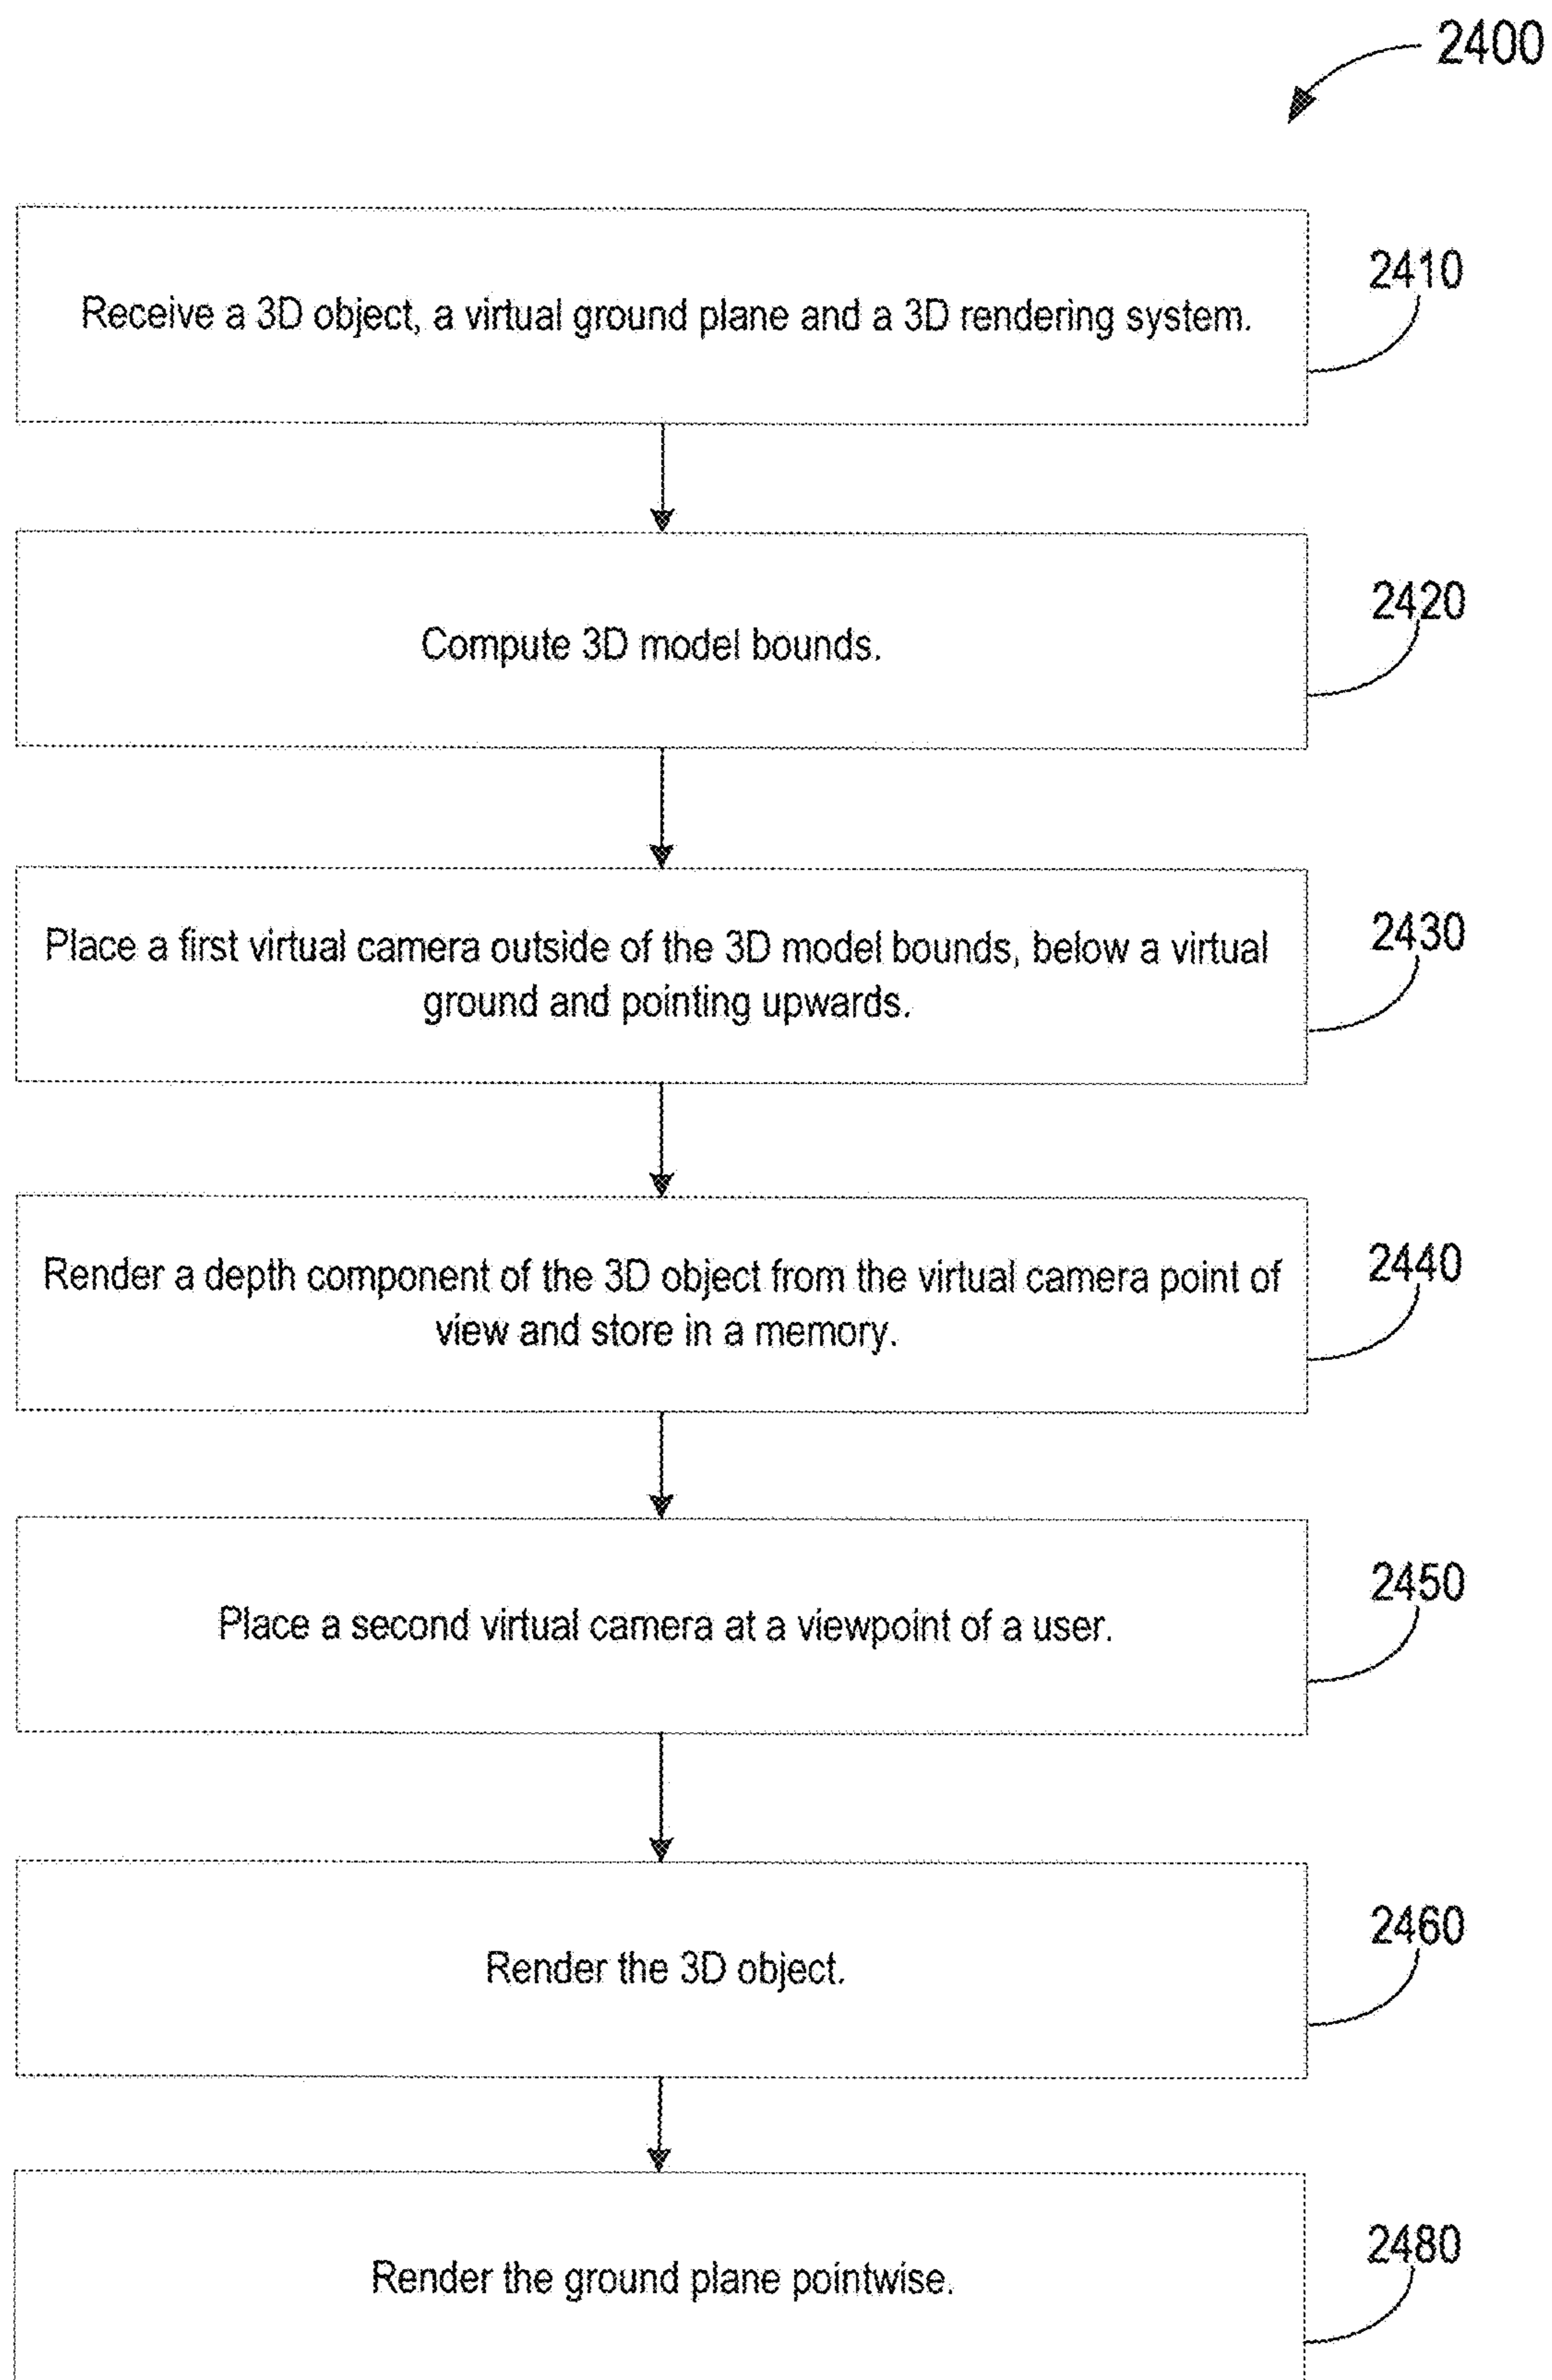 2400
Receive a 3D object, a virtual ground plane and a 3D rendering system.
2410
Compute 3D model bounds.
2420
Place a first virtual camera outside of the 3D model bounds, below a virtual
ground and pointing upwards.
2430
Render a depth component of the 3D object from the virtual camera point of
view and store in a memory.
2440
Place a second virtual camera at a viewpoint of a user.
2450
Render the 3D object.
2460
Render the ground plane pointwise.
2480